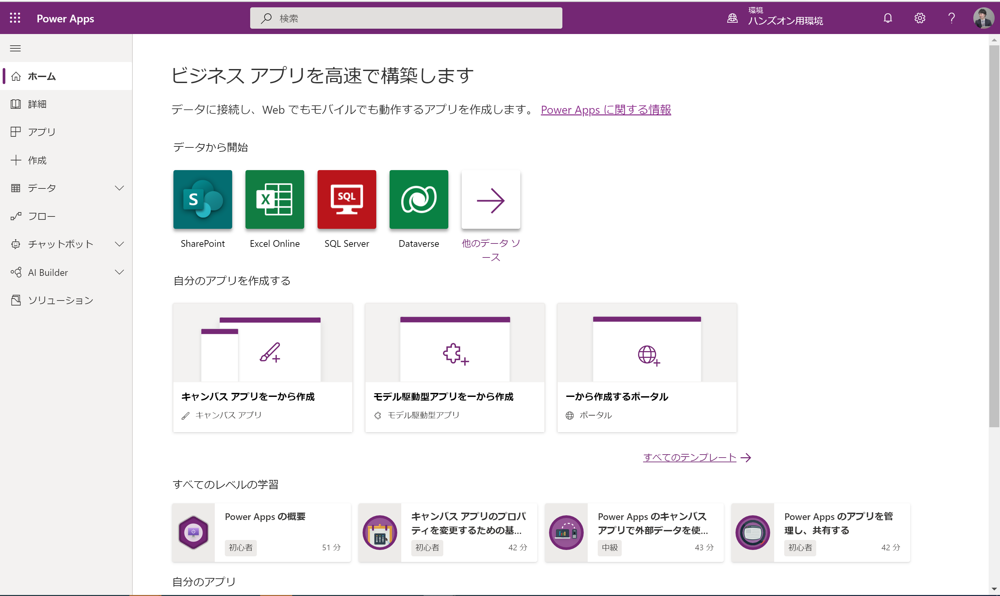 Power Apps
検索
環境
ハンズオン用環境
ホーム
詳細
アプリ
作成
データ
フロー
チャットボット
AI Builder
ソリューション
ビジネス アプリを高速で構築します
データに接続し、Web でもモバイルでも動作するアプリを作成します。 Power Apps に関する情報
データから開始
S
X
SQL
SharePoint
Excel Online
SQL Server
Dataverse
他のデータ ソ
ース
自分のアプリを作成する
キャンバス アプリを一から作成
キャンバス アプリ
モデル駆動型アプリを一から作成
モデル駆動型アプリ
一から作成するポータル
ポータル
すべてのテンプレート
すべてのレベルの学習
Power Apps の概要
初心者 51 分
キャンバス アプリのプロパ
ティを変更するための基...
初心者 42 分
Power Apps のキャンバス
アプリで外部データを使...
中級 43 分
Power Apps のアプリを管
理し、共有する
初心者 42 分
自分のアプリ